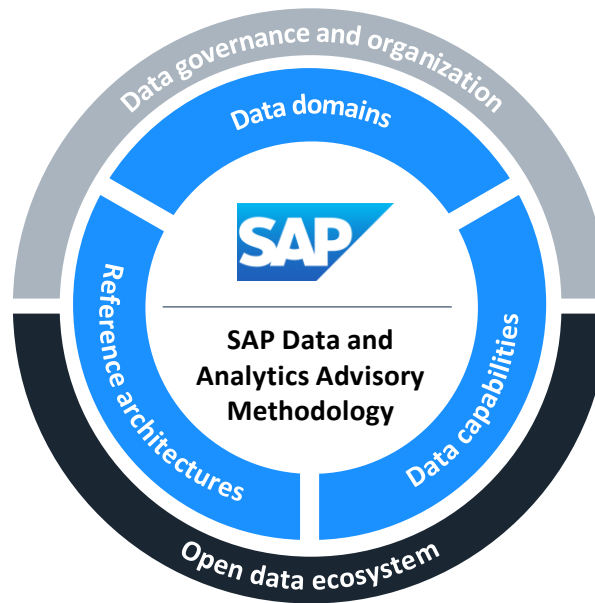 Data governance and organization
Data domains
SAP
Reference architectures
SAP Data and
Analytics Advisory
Methodology
Data capabilities
Open data ecosystem